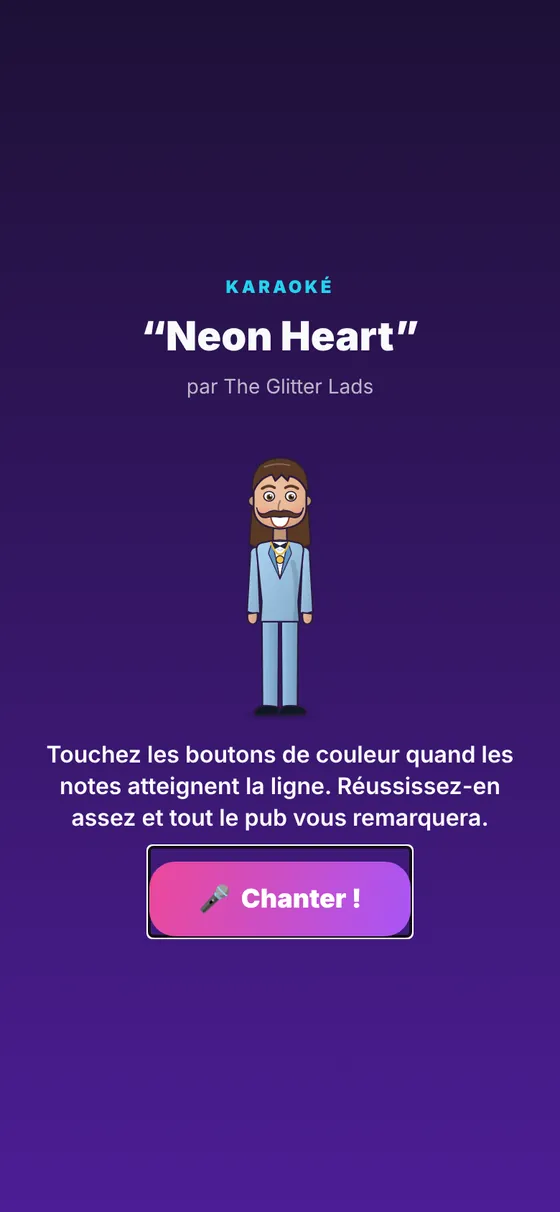 KARAOKÉ
“Neon Heart”
par The Glitter Lads
Touchez les boutons de couleur quand les
notes atteignent la ligne. Réussissez-en
assez et tout le pub vous remarquera.
🎤 Chanter !